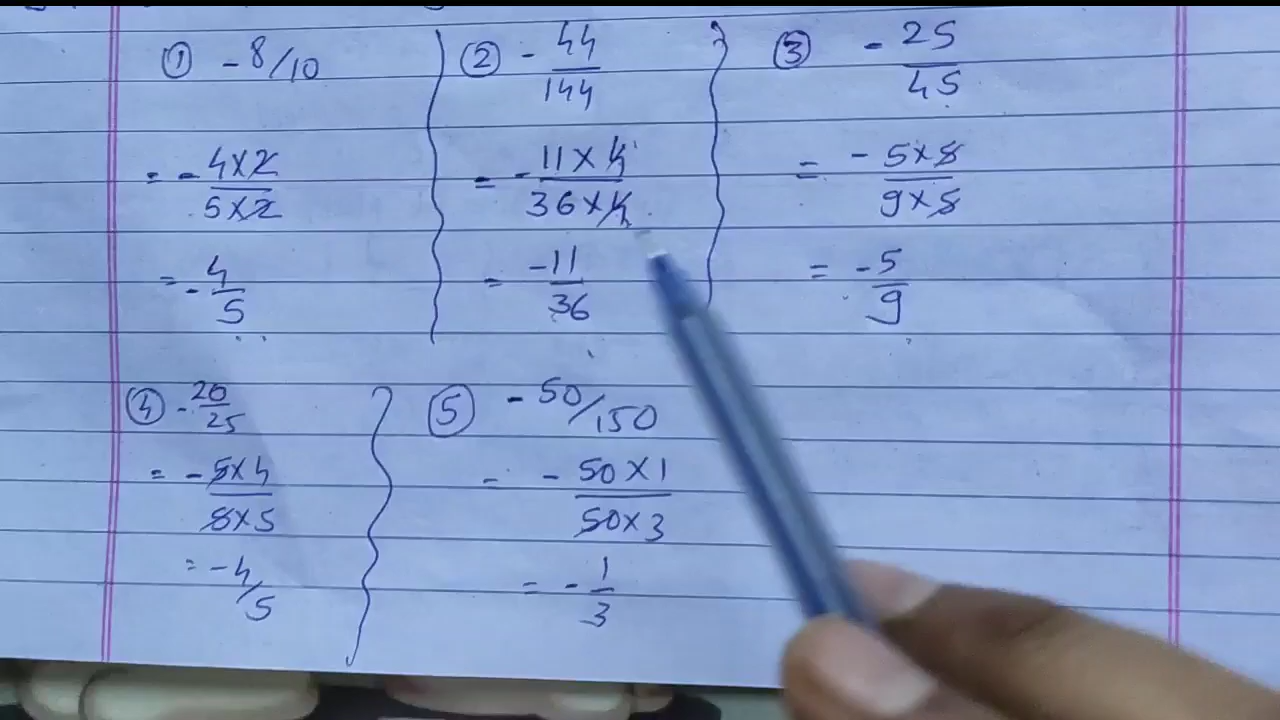 ① -8/10
= - 4×2
5×2
= - 4
5
② - 44
144
= - 11×4
36×4
= -11
36
③ - 25
45
= -5×5
9×5
= -5
9
④ - 20
25
= - 5×4
5×5
= -4/5
⑤ -50/150
= - 50×1
50×3
= - 1
3